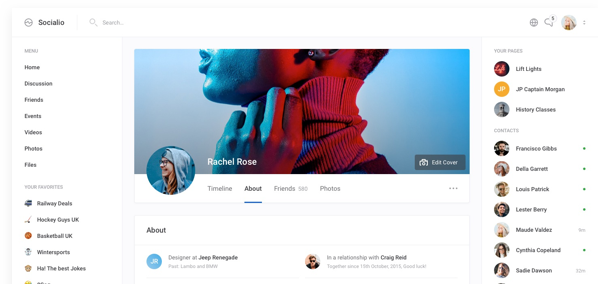 Socialio
Search...
5
MENU
Home
Discussion
Friends
Events
Videos
Photos
Files
YOUR FAVORITES
Railway Deals
Hockey Guys UK
Basketball UK
Wintersports
Ha! The best Jokes
Rachel Rose
Edit Cover
Timeline
About
Friends 980
Photos
About
JR
Designer at Jeep Renegade
Past: Lambo and BMW
In a relationship with Craig Reid
Together since 15th October, 2015, Good luck!
YOUR PAGES
Lift Lights
JP
JP Captain Morgan
History Classes
CONTACTS
Francisco Gibbs
Della Garrett
Louis Patrick
Lester Berry
Maude Valdez
Cynthia Copeland
Sadie Dawson